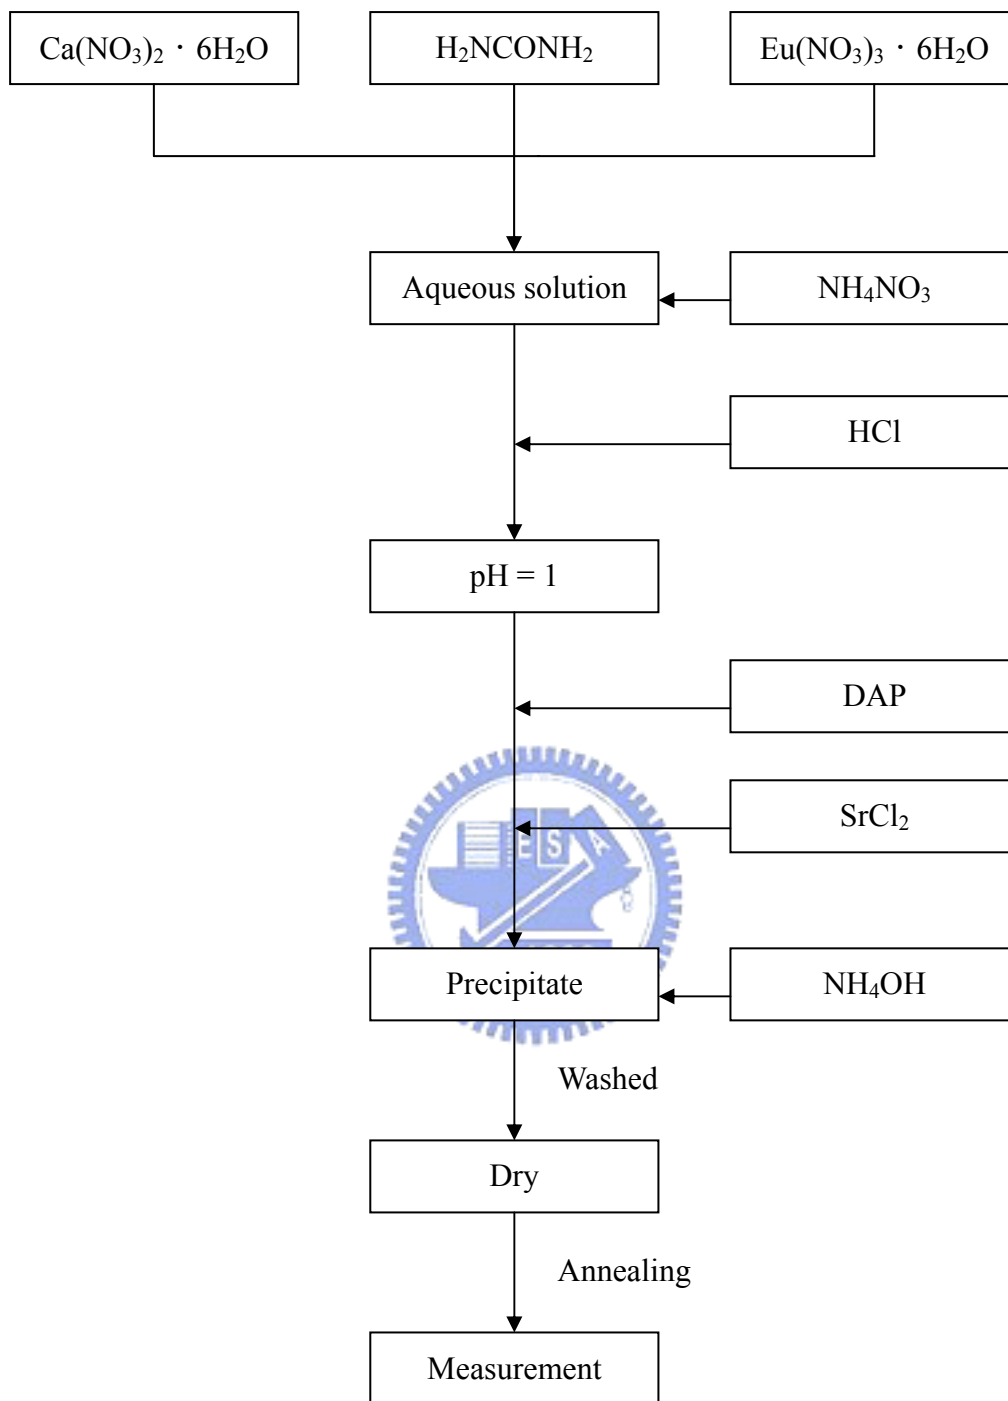 Ca(NO₃)₂・6H₂O
H₂NCONH₂
Eu(NO₃)₃・6H₂O
Aqueous solution
NH₄NO₃
HCl
pH = 1
DAP
SrCl₂
E S A
Precipitate
NH₄OH
Washed
Dry
Annealing
Measurement